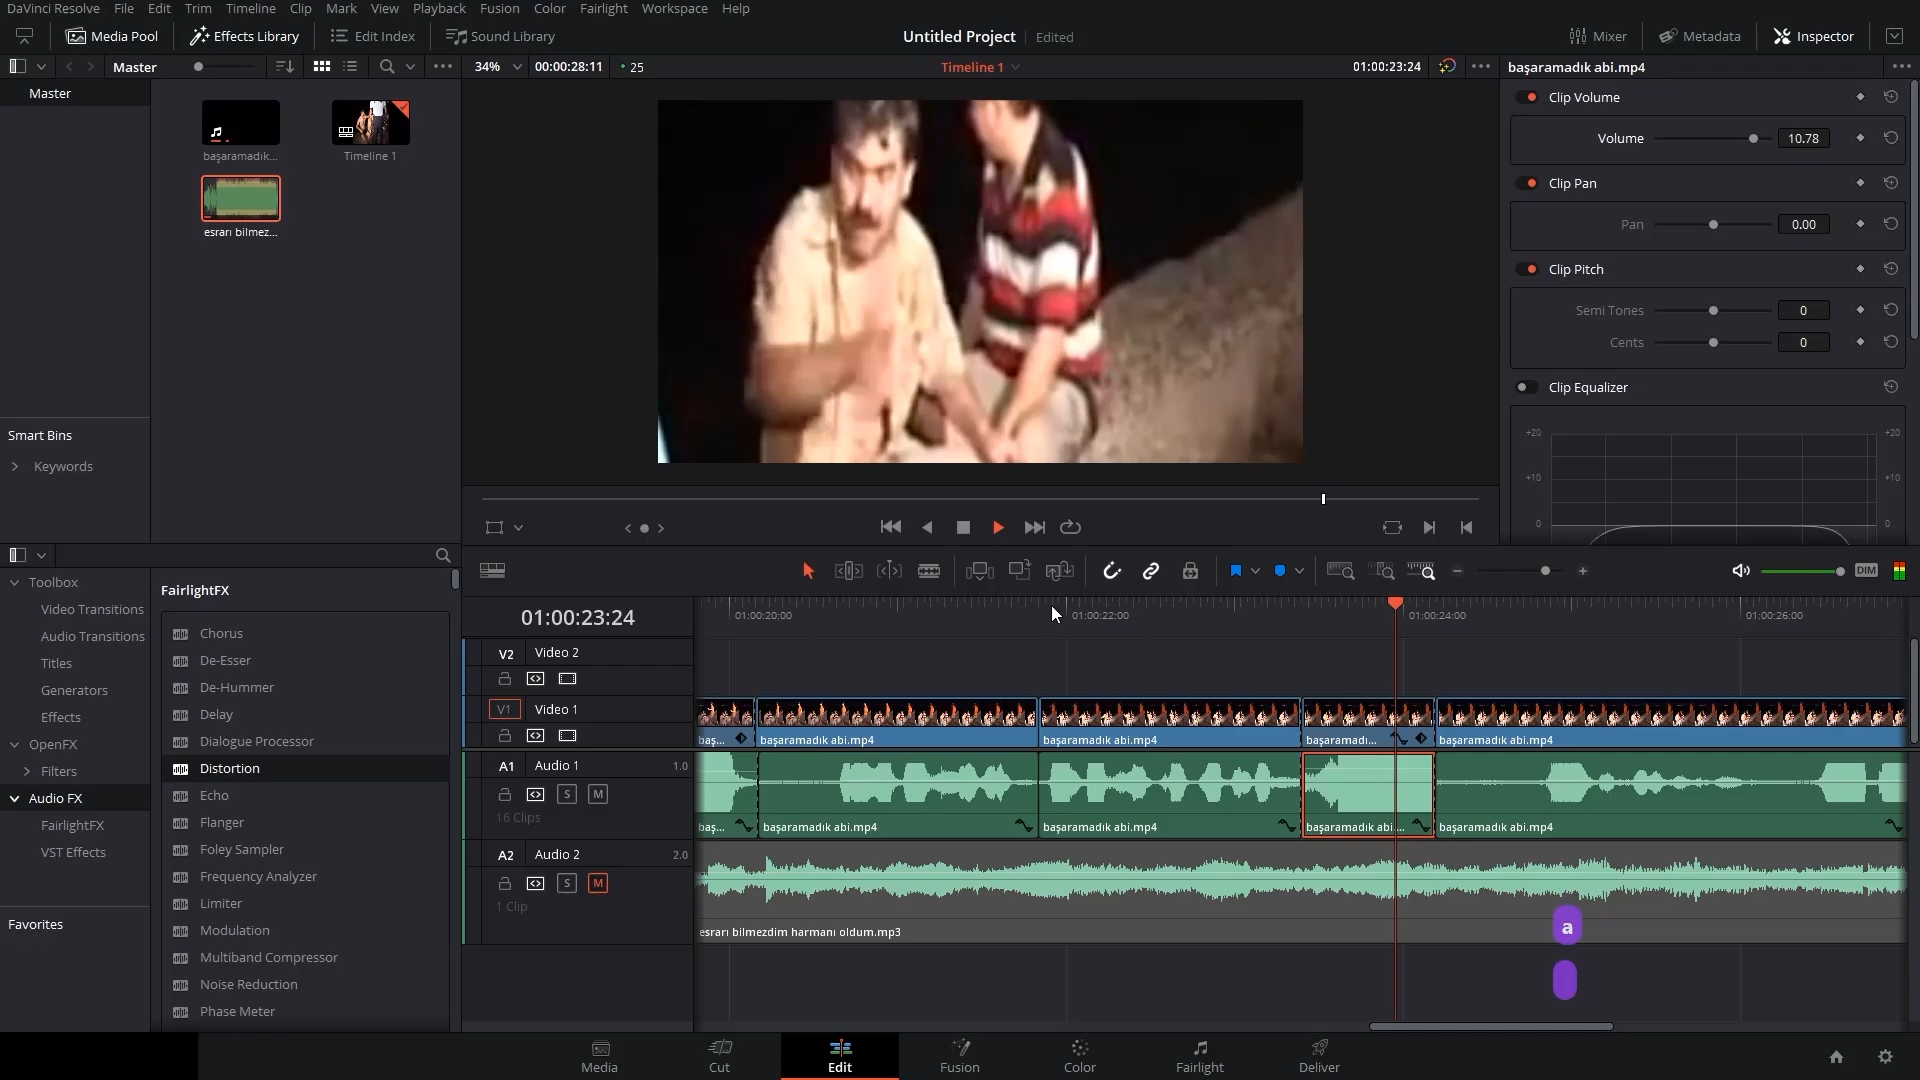 DaVinci Resolve File Edit Trim Timeline Clip Mark View Playback Fusion Color Fairlight Workspace Help
Media Pool Effects Library Edit Index Sound Library Untitled Project Edited Mixer Metadata Inspector
Master 34% 00:00:28:11 25 Timeline 1 01:00:23:24 başaramadık abi.mp4
Master
başaramadık...
Timeline 1
esrarı bilmez...
Smart Bins
Keywords
Clip Volume
Volume 10.78
Clip Pan
Pan 0.00
Clip Pitch
Semi Tones 0
Cents 0
Clip Equalizer
+20 +20
+10 +10
0 0
Toolbox
Video Transitions
Audio Transitions
Titles
Generators
Effects
OpenFX
Filters
Audio FX
FairlightFX
VST Effects
Favorites
FairlightFX
Chorus
De-Esser
De-Hummer
Delay
Dialogue Processor
Distortion
Echo
Flanger
Foley Sampler
Frequency Analyzer
Limiter
Modulation
Multiband Compressor
Noise Reduction
Phase Meter
DIM
01:00:23:24 01:00:20:00 01:00:22:00 01:00:24:00 01:00:26:00
V2 Video 2
V1 Video 1
baş... başaramadık abi.mp4 başaramadık abi.mp4 başaramadı... başaramadık abi.mp4
A1 Audio 1 1.0
S M
16 Clips
baş... başaramadık abi.mp4 başaramadık abi.mp4 başaramadık abi... başaramadık abi.mp4
A2 Audio 2 2.0
S M
1 Clip
esrarı bilmezdim harmanı oldum.mp3
a
Media Cut Edit Fusion Color Fairlight Deliver